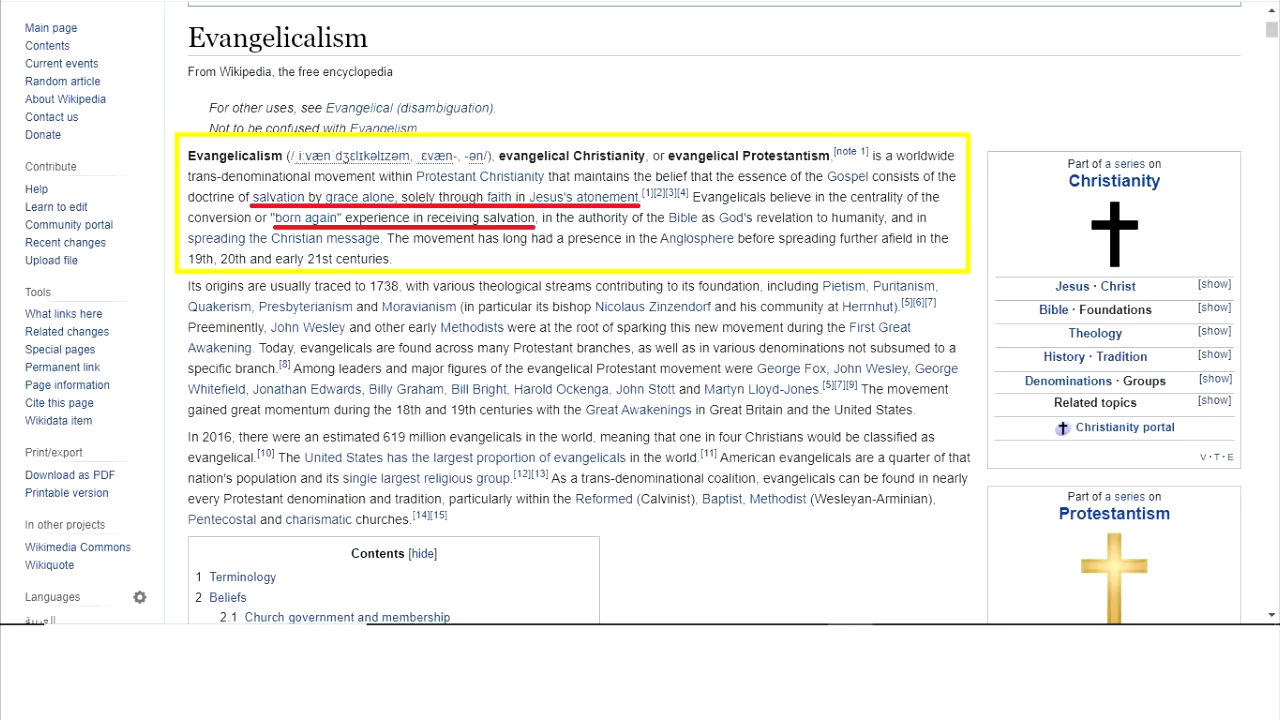 Main page
Contents
Current events
Random article
About Wikipedia
Contact us
Donate
Contribute
Help
Learn to edit
Community portal
Recent changes
Upload file
Tools
What links here
Related changes
Special pages
Permanent link
Page information
Cite this page
Wikidata item
Print/export
Download as PDF
Printable version
In other projects
Wikimedia Commons
Wikiquote
Languages
العربية
Evangelicalism
From Wikipedia, the free encyclopedia
For other uses, see Evangelical (disambiguation).
Not to be confused with Evangelism
Evangelicalism (/ˌiːvænˈdʒɛlɪkəlɪzəm, ˌɛvæn-, -ən/), evangelical Christianity, or evangelical Protestantism,[note 1] is a worldwide
trans-denominational movement within Protestant Christianity that maintains the belief that the essence of the Gospel consists of the
doctrine of salvation by grace alone, solely through faith in Jesus's atonement.[1][2][3][4] Evangelicals believe in the centrality of the
conversion or "born again" experience in receiving salvation, in the authority of the Bible as God's revelation to humanity, and in
spreading the Christian message. The movement has long had a presence in the Anglosphere before spreading further afield in the
19th, 20th and early 21st centuries.
Its origins are usually traced to 1738, with various theological streams contributing to its foundation, including Pietism, Puritanism,
Quakerism, Presbyterianism and Moravianism (in particular its bishop Nicolaus Zinzendorf and his community at Herrnhut).[5][6][7]
Preeminently, John Wesley and other early Methodists were at the root of sparking this new movement during the First Great
Awakening. Today, evangelicals are found across many Protestant branches, as well as in various denominations not subsumed to a
specific branch.[8] Among leaders and major figures of the evangelical Protestant movement were George Fox, John Wesley, George
Whitefield, Jonathan Edwards, Billy Graham, Bill Bright, Harold Ockenga, John Stott and Martyn Lloyd-Jones.[5][7][9] The movement
gained great momentum during the 18th and 19th centuries with the Great Awakenings in Great Britain and the United States.
In 2016, there were an estimated 619 million evangelicals in the world, meaning that one in four Christians would be classified as
evangelical.[10] The United States has the largest proportion of evangelicals in the world.[11] American evangelicals are a quarter of that
nation's population and its single largest religious group.[12][13] As a trans-denominational coalition, evangelicals can be found in nearly
every Protestant denomination and tradition, particularly within the Reformed (Calvinist), Baptist, Methodist (Wesleyan-Arminian),
Pentecostal and charismatic churches.[14][15]
Contents [hide]
1 Terminology
2 Beliefs
2.1 Church government and membership
Part of a series on
Christianity
Jesus · Christ [show]
Bible · Foundations [show]
Theology [show]
History · Tradition [show]
Denominations · Groups [show]
Related topics [show]
Christianity portal
V · T · E
Part of a series on
Protestantism